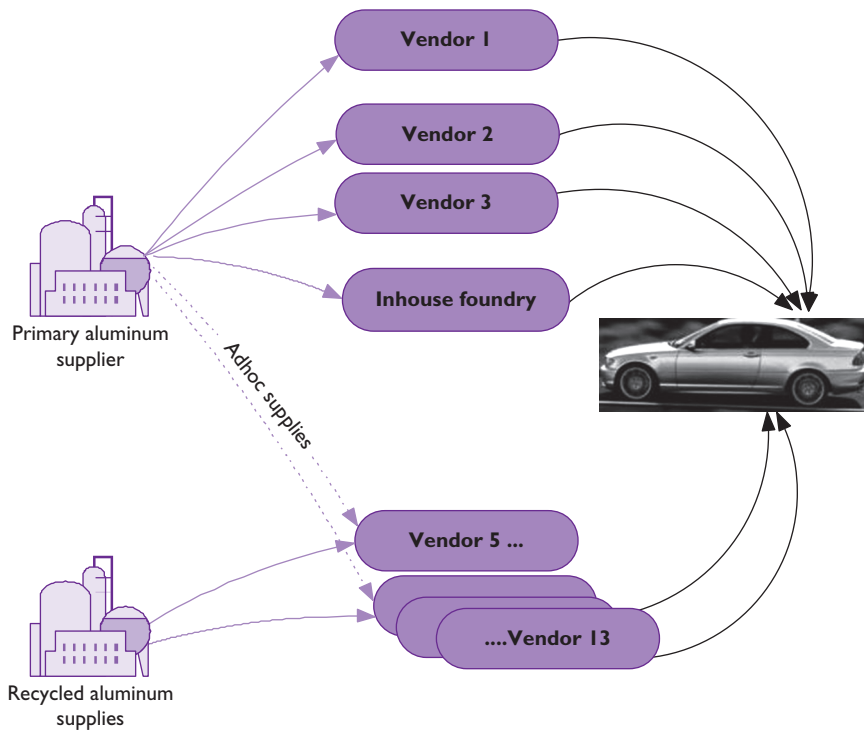 Vendor 1
Vendor 2
Vendor 3
Inhouse foundry
Primary aluminum
supplier
Adhoc supplies
Vendor 5 ...
....Vendor 13
Recycled aluminum
supplies